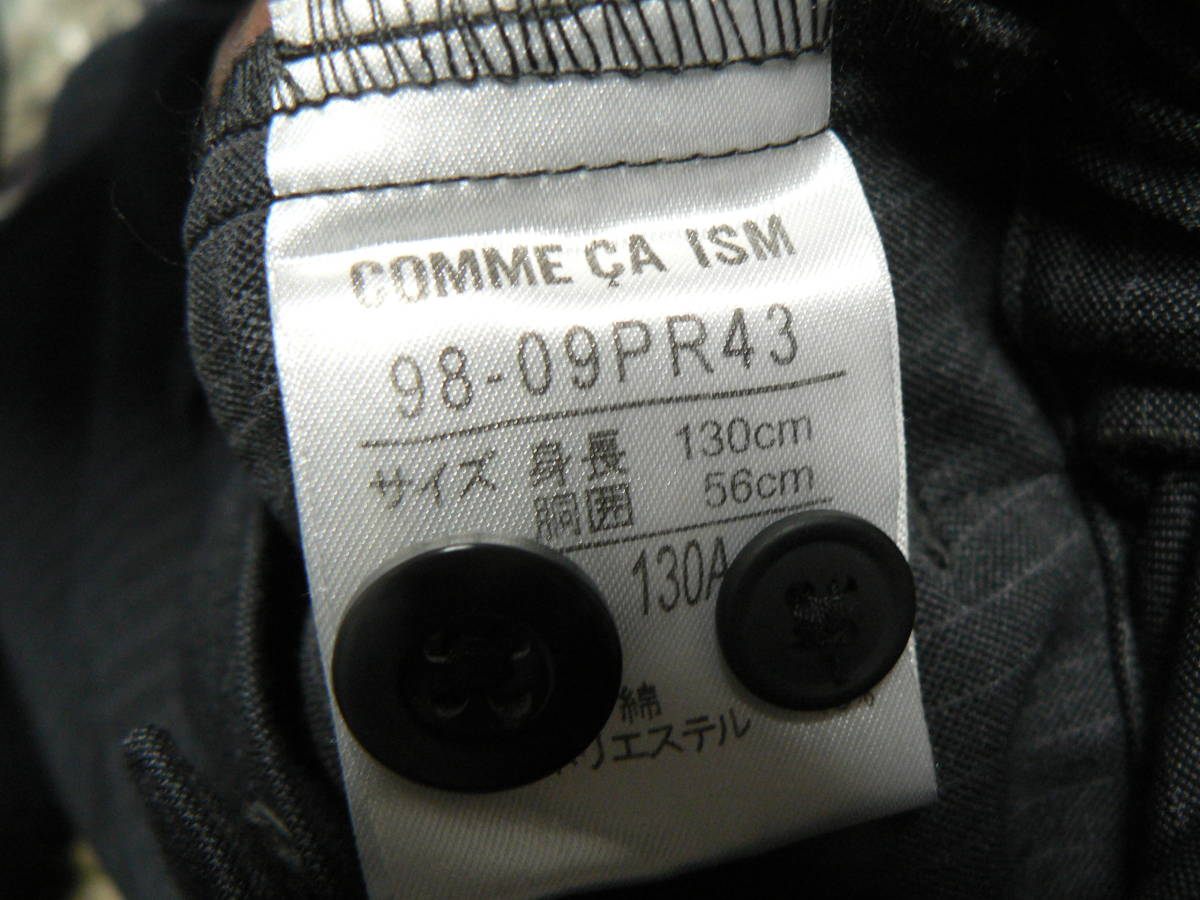 COMME ÇA ISM
98-09PR43
サイズ 身長 130cm
胴囲 56cm
130A
綿
ポリエステル